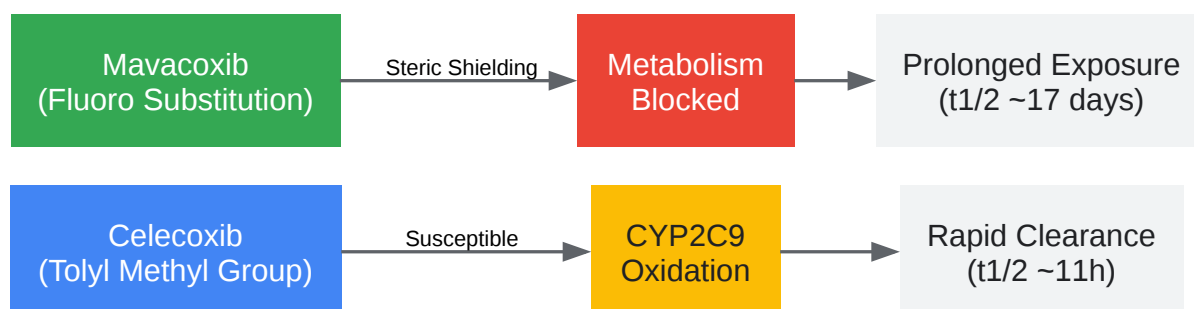 Mavacoxib
(Fluoro Substitution)
Steric Shielding
Metabolism
Blocked
Prolonged Exposure
(t1/2 ~17 days)
Celecoxib
(Tolyl Methyl Group)
Susceptible
CYP2C9
Oxidation
Rapid Clearance
(t1/2 ~11h)